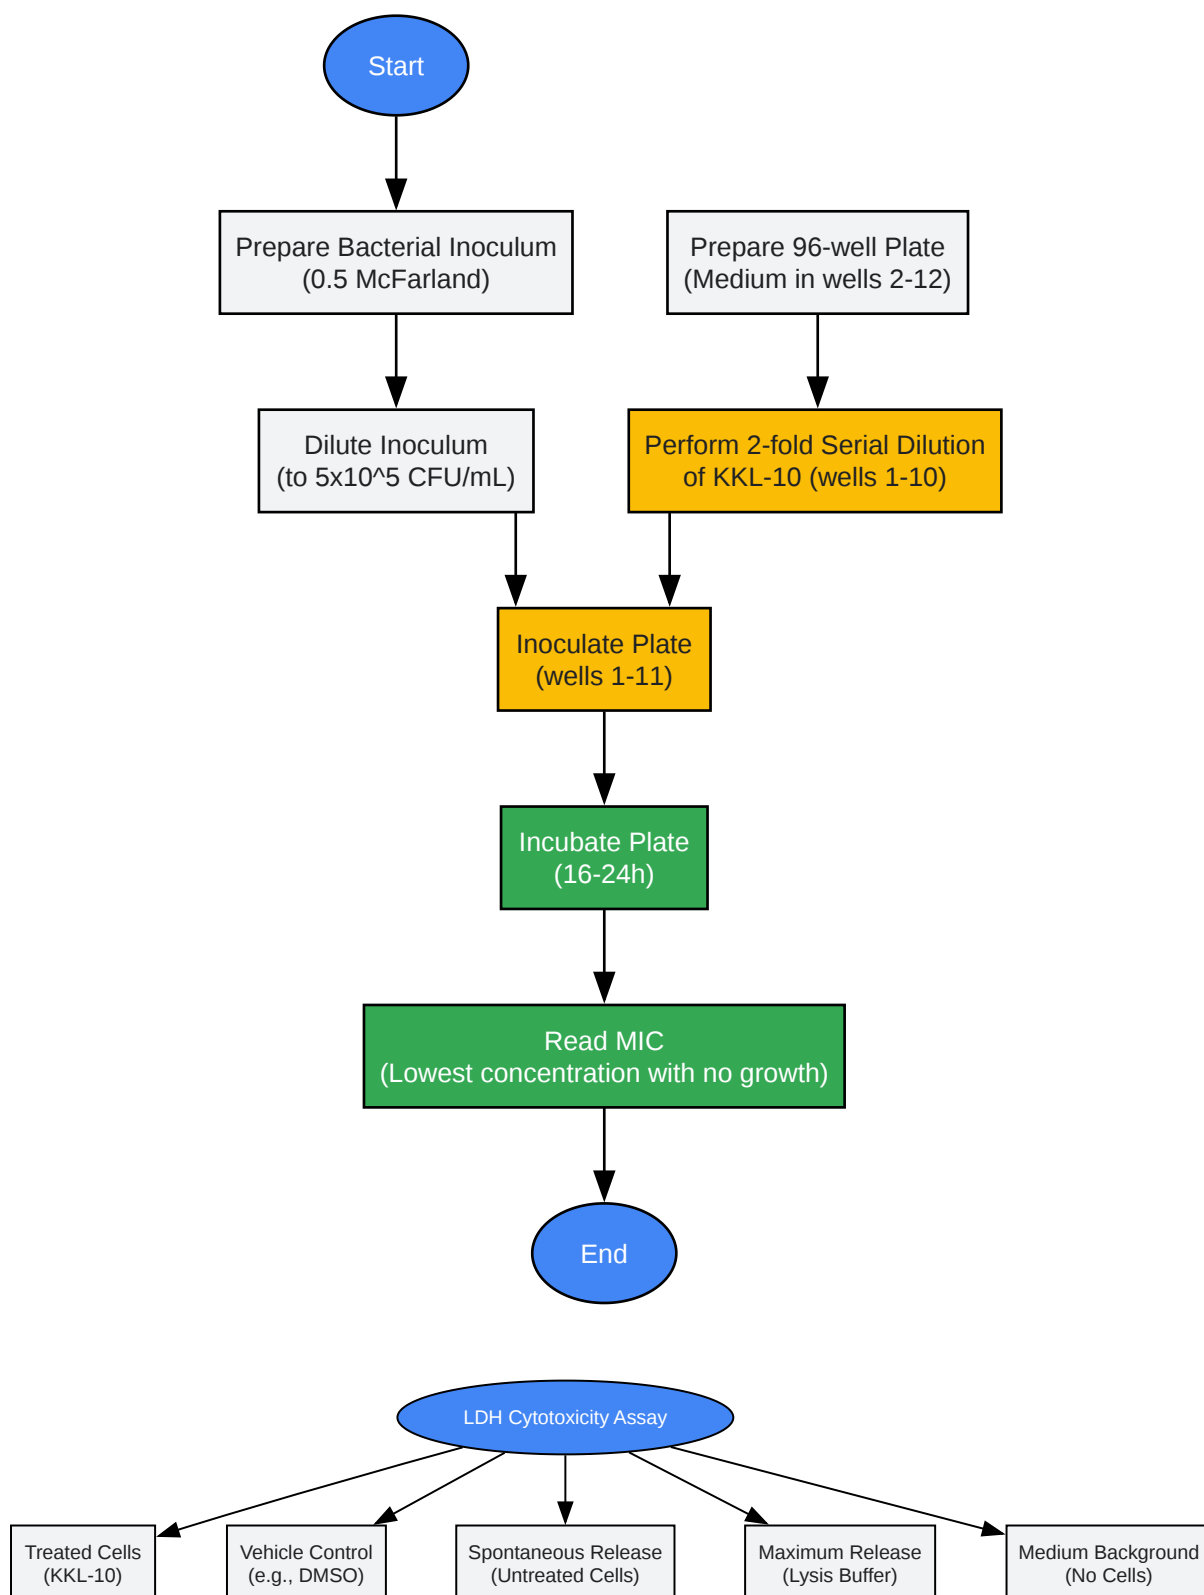 Start
Prepare Bacterial Inoculum
(0.5 McFarland)
Prepare 96-well Plate
(Medium in wells 2-12)
Dilute Inoculum
(to 5x10^5 CFU/mL)
Perform 2-fold Serial Dilution
of KKL-10 (wells 1-10)
Inoculate Plate
(wells 1-11)
Incubate Plate
(16-24h)
Read MIC
(Lowest concentration with no growth)
End
LDH Cytotoxicity Assay
Treated Cells
(KKL-10)
Vehicle Control
(e.g., DMSO)
Spontaneous Release
(Untreated Cells)
Maximum Release
(Lysis Buffer)
Medium Background
(No Cells)